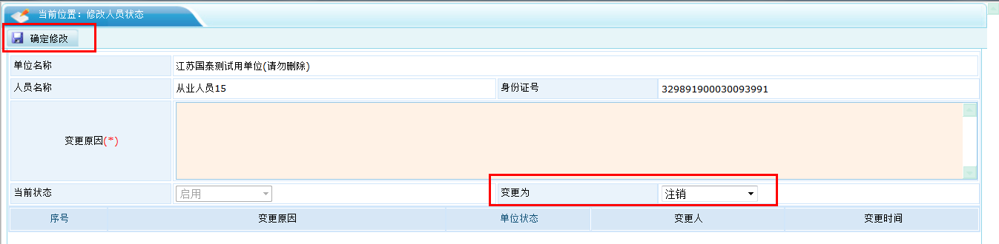 当前位置：修改人员状态
确定修改
单位名称 江苏国泰测试用单位(请勿删除)
人员名称 从业人员15 身份证号 329891900030093991
变更原因(*)
当前状态 启用 变更为 注销
序号 变更原因 单位状态 变更人 变更时间